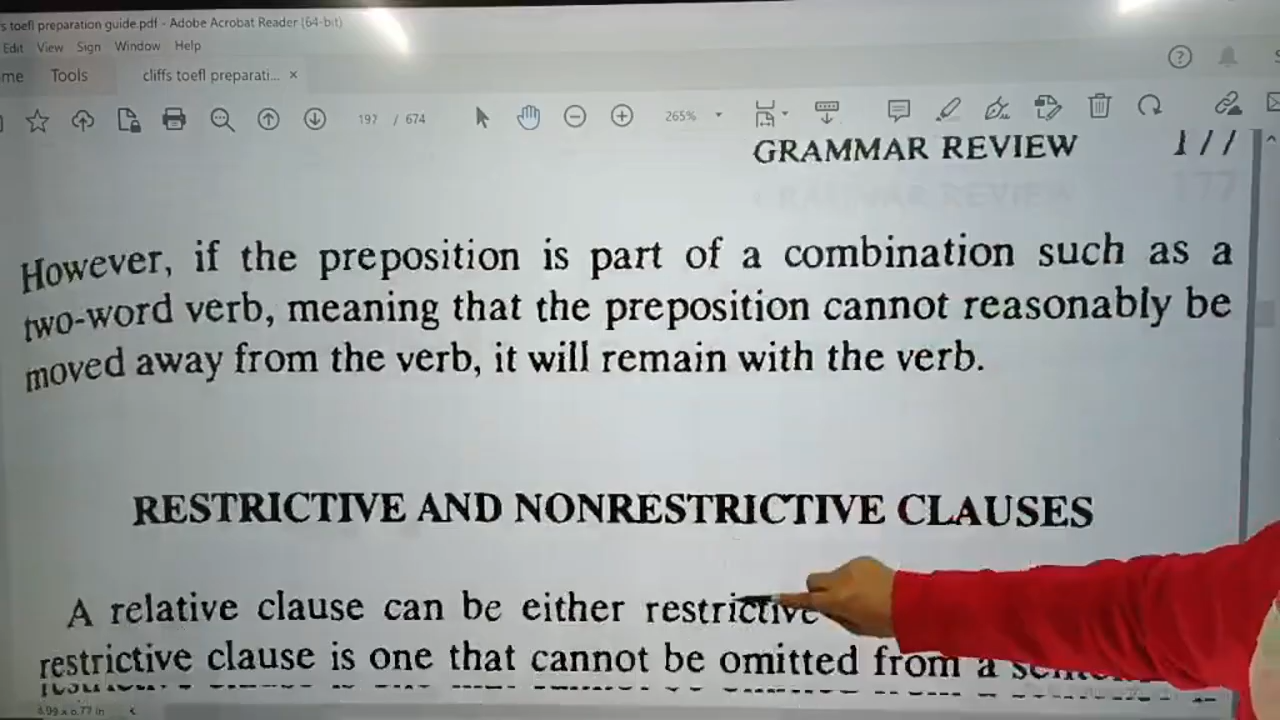 s toefl preparation guide.pdf - Adobe Acrobat Reader (64-bit)
Edit View Sign Window Help
me Tools cliffs toefl preparati... ×
197 / 674 265%
GRAMMAR REVIEW 177
However, if the preposition is part of a combination such as a
two-word verb, meaning that the preposition cannot reasonably be
moved away from the verb, it will remain with the verb.
RESTRICTIVE AND NONRESTRICTIVE CLAUSES
A relative clause can be either restrictive
restrictive clause is one that cannot be omitted from a